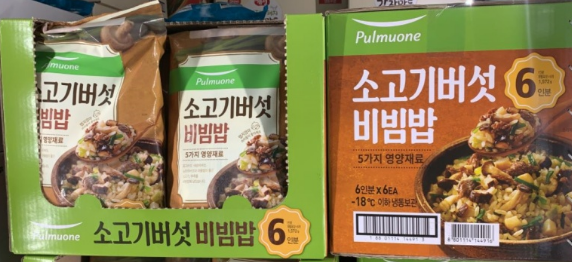 Pulmuone
소고기버섯
비빔밥
Pulmuone
소고기버섯
비빔밥
5가지 영양재료
Pulmuone
소고기버섯 비빔밥
6
인분
Pulmuone
소고기버섯
비빔밥
5가지 영양재료
6
인분
6인분 X 6EA
-18℃ 이하 냉동보관
8801114144916